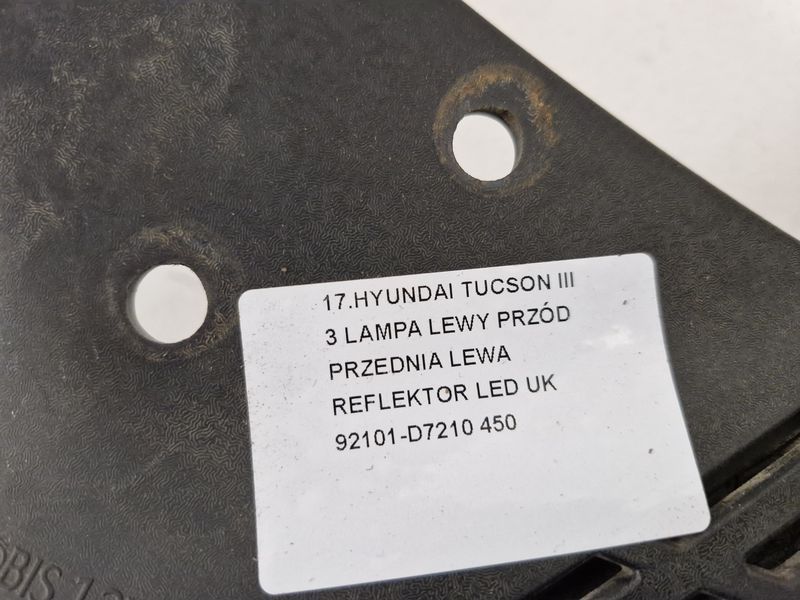 17.HYUNDAI TUCSON III
3 LAMPA LEWY PRZÓD
PRZEDNIA LEWA
REFLEKTOR LED UK
92101-D7210 450